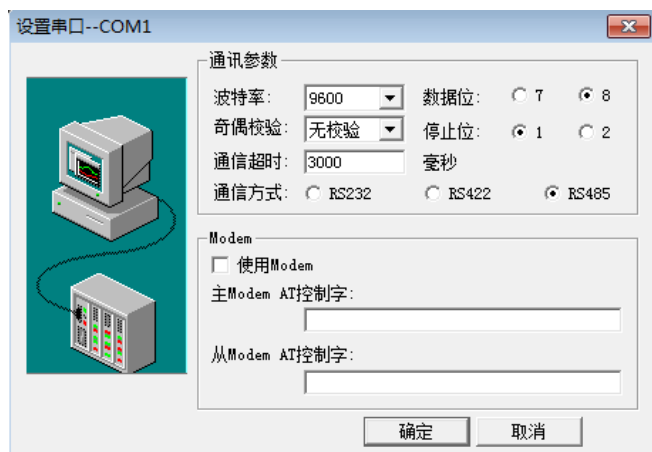 设置串口--COM1
通讯参数
波特率: 9600 数据位: 7 8
奇偶校验: 无校验 停止位: 1 2
通信超时: 3000 毫秒
通信方式: RS232 RS422 RS485
Modem
使用Modem
主Modem AT控制字:
从Modem AT控制字:
确定 取消